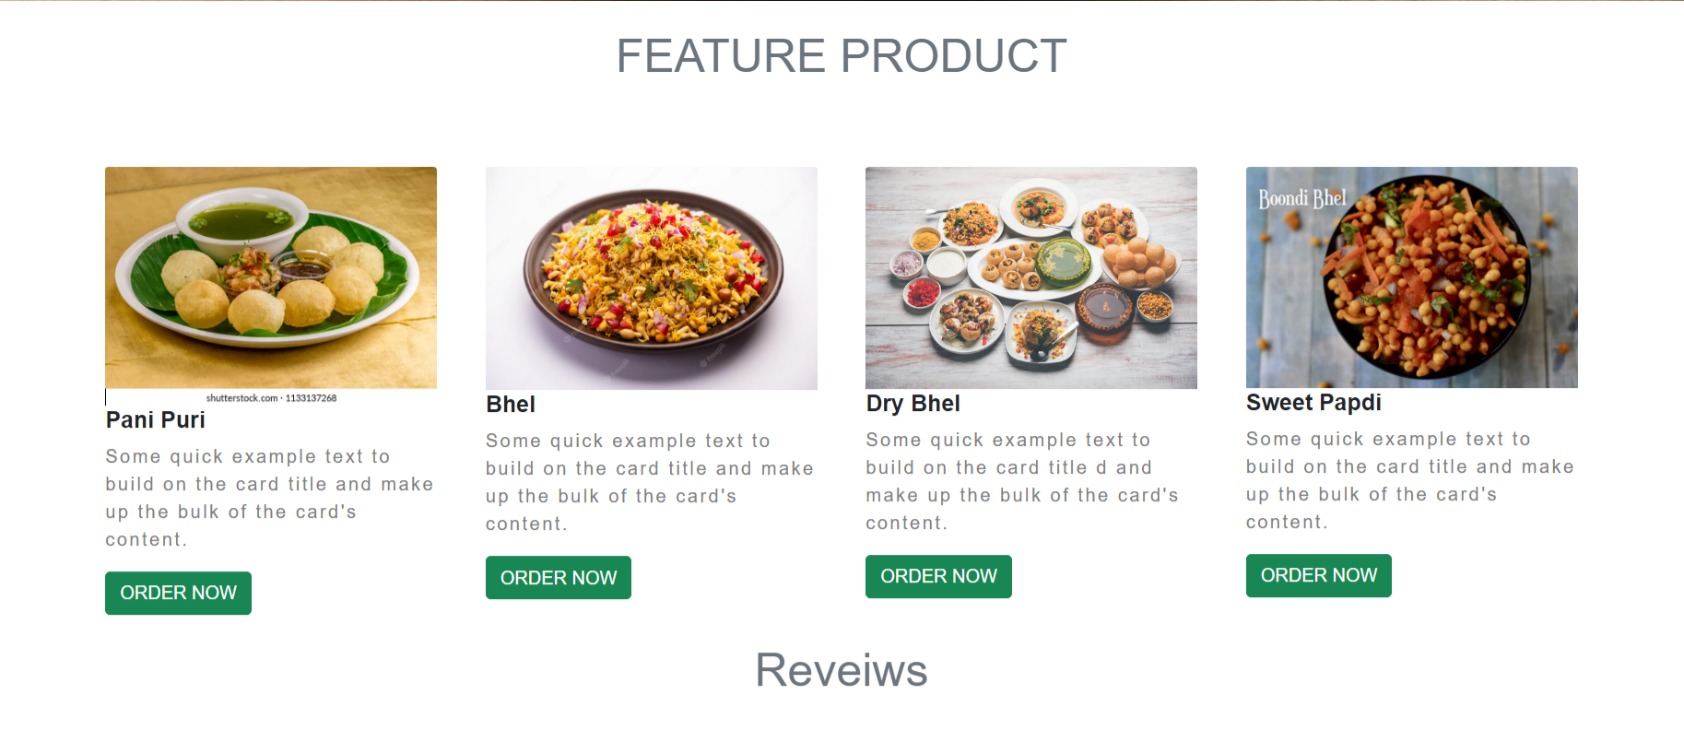 FEATURE PRODUCT
Boondi Bhel
shutterstock.com · 1133137268
Pani Puri
Some quick example text to
build on the card title and make
up the bulk of the card's
content.
ORDER NOW
Bhel
Some quick example text to
build on the card title and make
up the bulk of the card's
content.
ORDER NOW
Dry Bhel
Some quick example text to
build on the card title d and
make up the bulk of the card's
content.
ORDER NOW
Sweet Papdi
Some quick example text to
build on the card title and make
up the bulk of the card's
content.
ORDER NOW
Reveiws